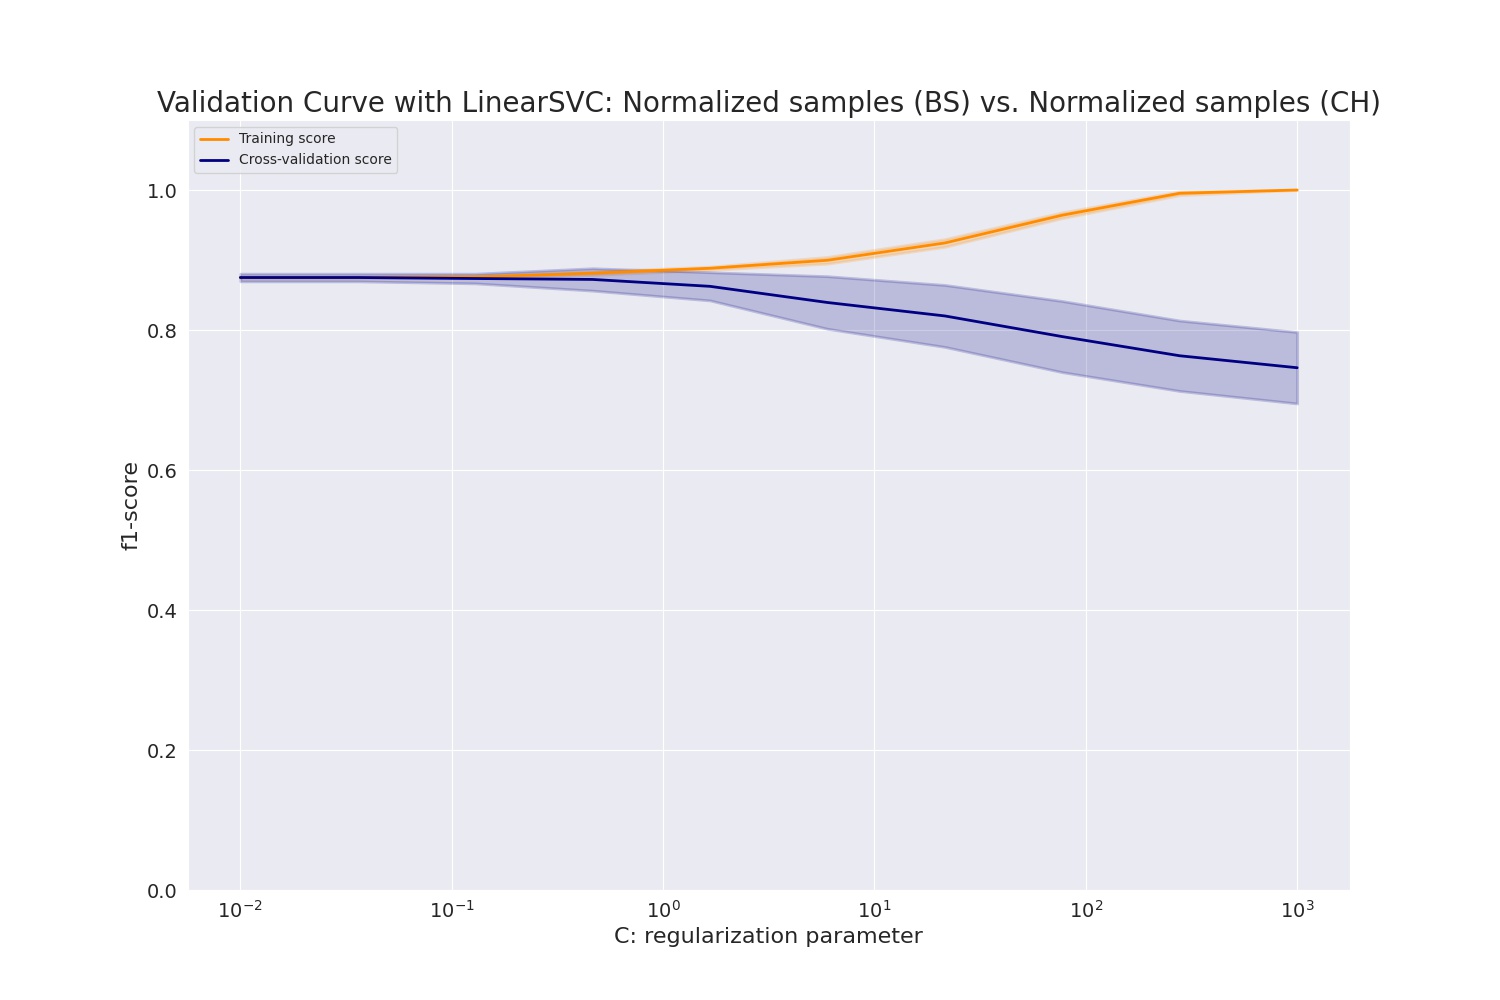 Validation Curve with LinearSVC: Normalized samples (BS) vs. Normalized samples (CH)
Training score
Cross-validation score
1.0
0.8
0.6
0.4
0.2
0.0
f1-score
10⁻² 10⁻¹ 10⁰ 10¹ 10² 10³
C: regularization parameter